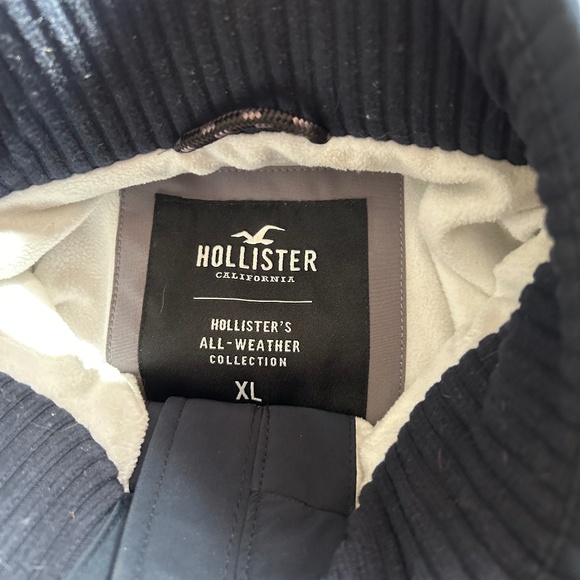 HOLLISTER
CALIFORNIA
HOLLISTER'S
ALL-WEATHER
COLLECTION
XL